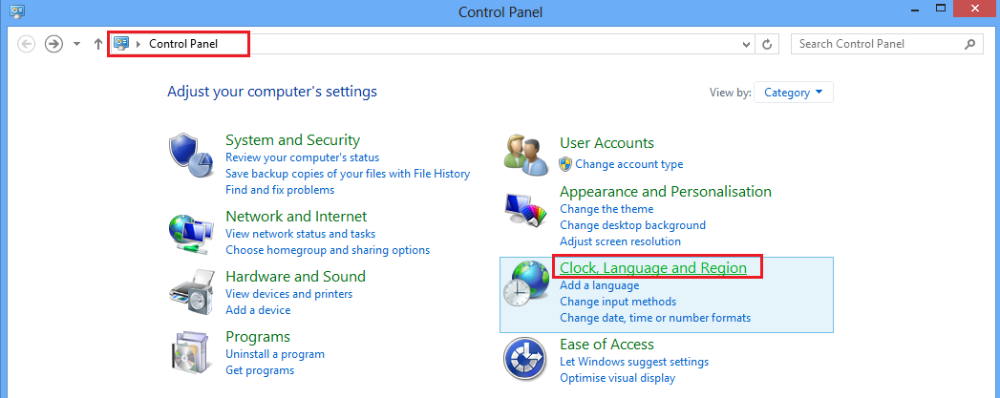 Control Panel
Control Panel
Search Control Panel
Adjust your computer's settings
View by: Category
System and Security
Review your computer's status
Save backup copies of your files with File History
Find and fix problems
Network and Internet
View network status and tasks
Choose homegroup and sharing options
Hardware and Sound
View devices and printers
Add a device
Programs
Uninstall a program
Get programs
User Accounts
Change account type
Appearance and Personalisation
Change the theme
Change desktop background
Adjust screen resolution
Clock, Language and Region
Add a language
Change input methods
Change date, time or number formats
Ease of Access
Let Windows suggest settings
Optimise visual display